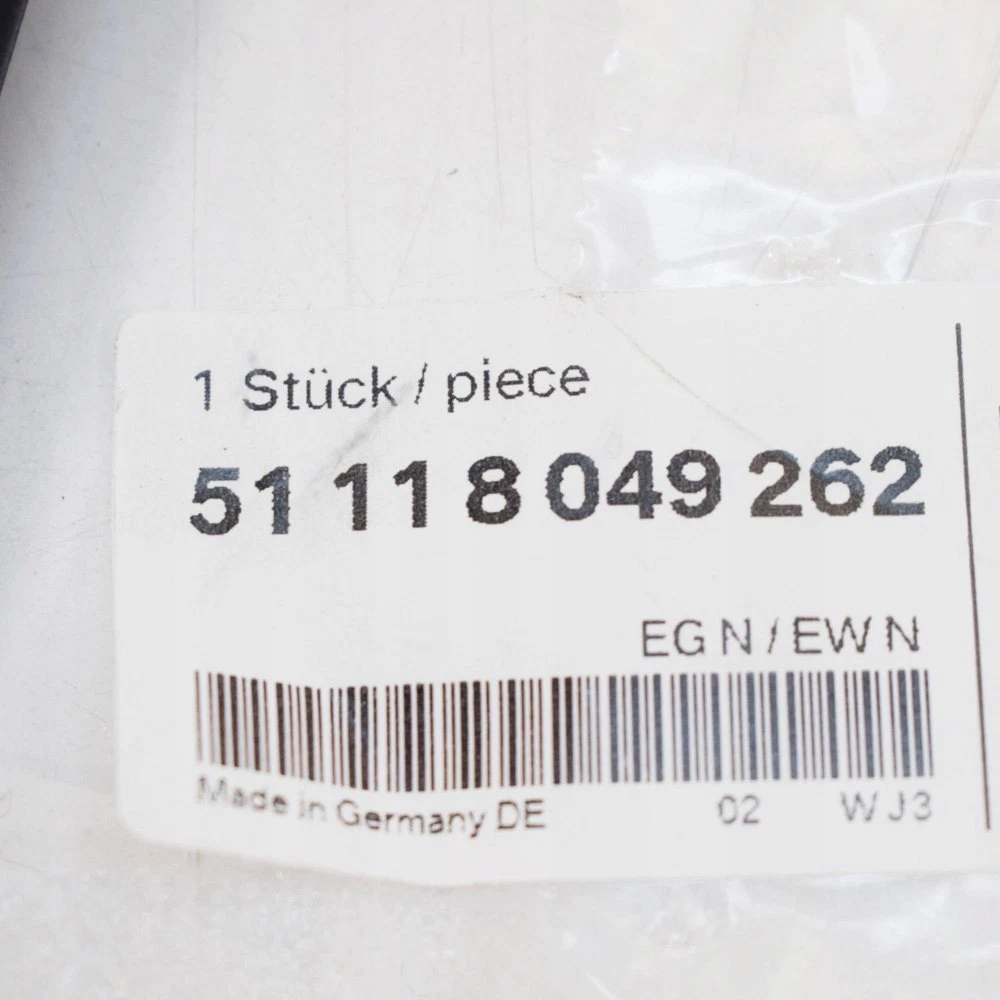 1 Stück / piece
51 11 8 049 262
EG N / EW N
Made in Germany DE 02 WJ3